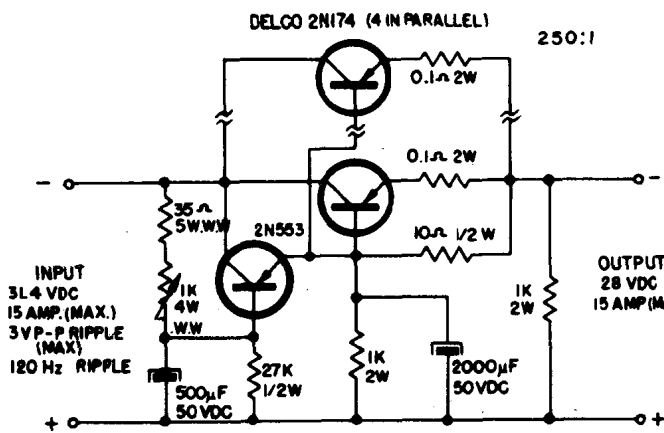 DELCO 2N174 (4 IN PARALLEL)
250:1
0.1Ω 2W
0.1Ω 2W
−
−
35Ω
5W.W.W
2N553
10Ω 1/2 W
INPUT
31.4 VDC
15 AMP.(MAX.)
3VP-P RIPPLE
(MAX)
120 Hz RIPPLE
1K
4W
W.W
OUTPUT
28 VDC
15 AMP(M
1K
2W
500µF
50VDC
27K
1/2W
1K
2W
2000µF
50VDC
+
+